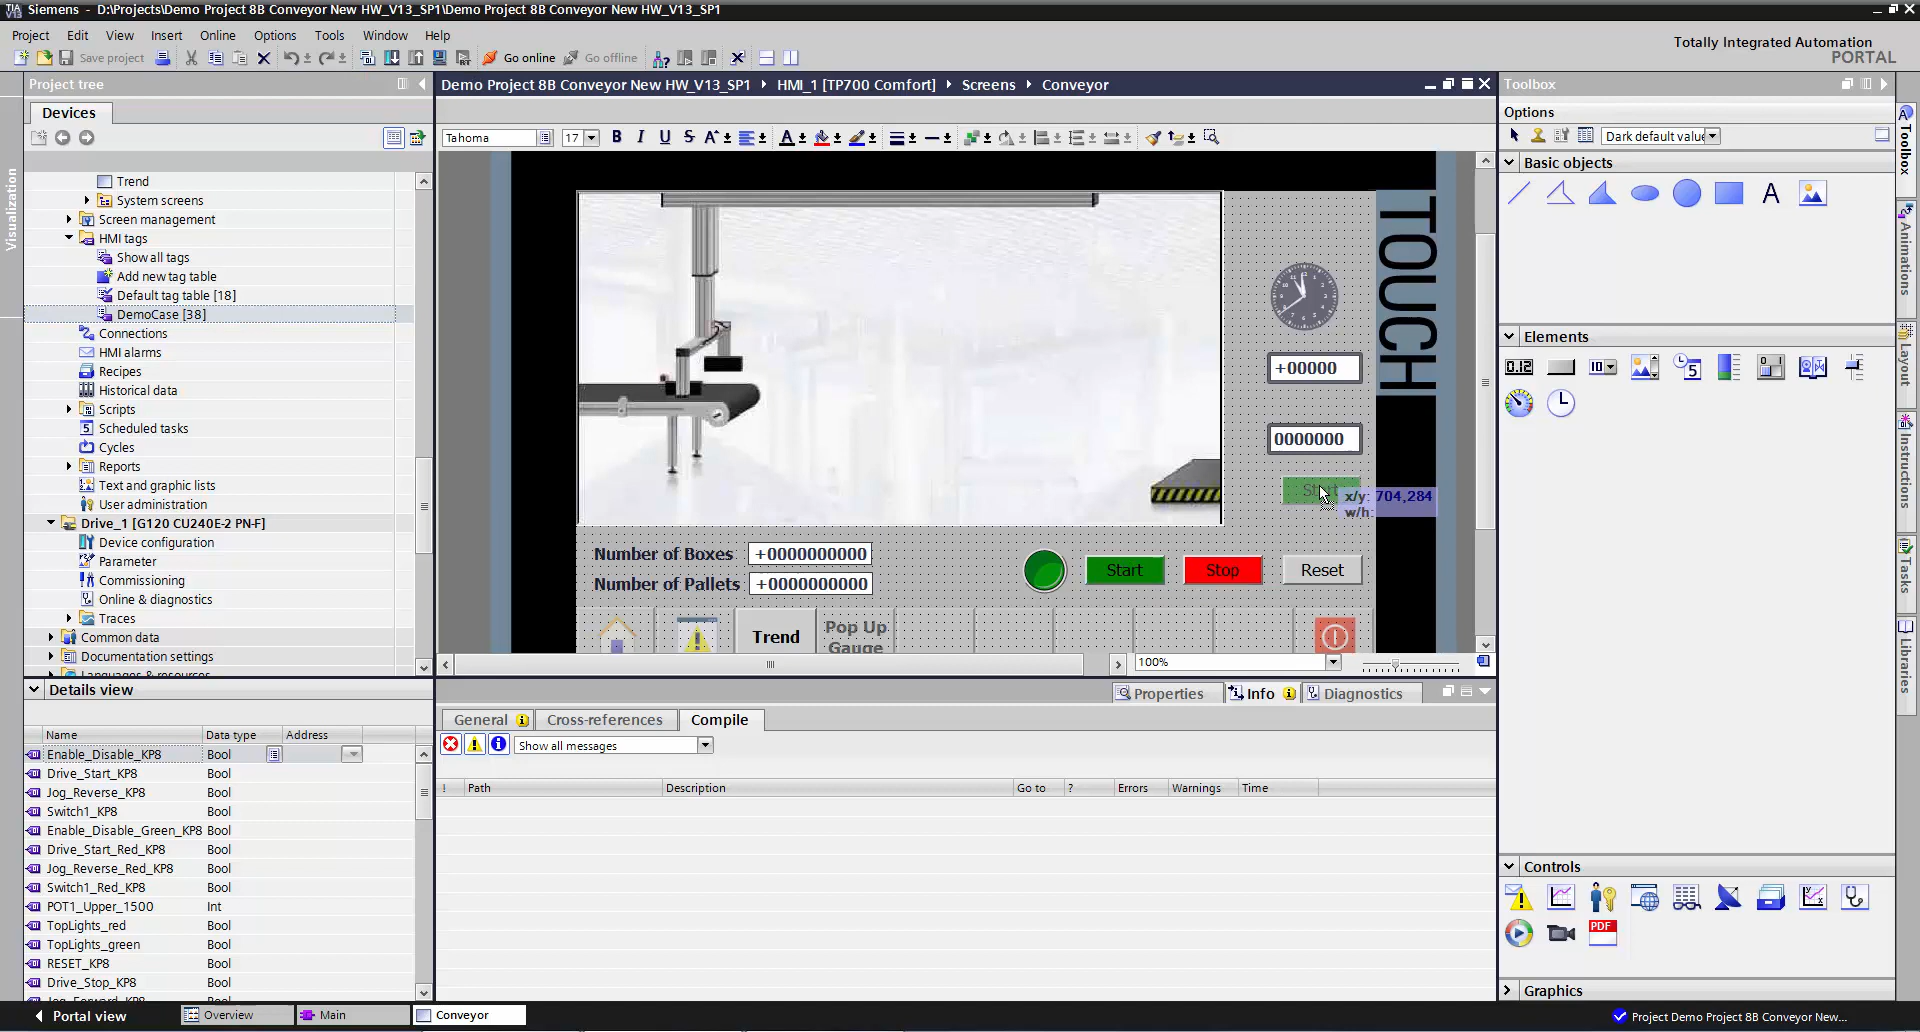 Siemens - D:\Projects\Demo Project 8B Conveyor New HW_V13_SP1\Demo Project 8B Conveyor New HW_V13_SP1
Project Edit View Insert Online Options Tools Window Help
Totally Integrated Automation
PORTAL
Save project Go online Go offline
Project tree
Demo Project 8B Conveyor New HW_V13_SP1 HMI_1 [TP700 Comfort] Screens Conveyor
Toolbox
Devices
Options
Tahoma 17 B I U S
Dark default value
Visualization
Basic objects
Trend
System screens
Screen management
HMI tags
Show all tags
Add new tag table
Default tag table [18]
DemoCase [38]
Connections
HMI alarms
Recipes
Historical data
Scripts
Scheduled tasks
Cycles
Reports
Text and graphic lists
User administration
Drive_1 [G120 CU240E-2 PN-F]
Device configuration
Parameter
Commissioning
Online & diagnostics
Traces
Common data
Documentation settings
Languages & resources
TOUCH
+00000
0000000
Start
x/y: 704,284
w/h:
Number of Boxes +0000000000
Number of Pallets +0000000000
Start Stop Reset
Trend
Pop Up
Gauge
100%
Elements
Controls
PDF
Graphics
Toolbox
Animations
Layout
Instructions
Tasks
Libraries
Details view
Name Data type Address
Enable_Disable_KP8 Bool
Drive_Start_KP8 Bool
Jog_Reverse_KP8 Bool
Switch1_KP8 Bool
Enable_Disable_Green_KP8 Bool
Drive_Start_Red_KP8 Bool
Jog_Reverse_Red_KP8 Bool
Switch1_Red_KP8 Bool
POT1_Upper_1500 Int
TopLights_red Bool
TopLights_green Bool
RESET_KP8 Bool
Drive_Stop_KP8 Bool
Jog_Forward_KP8 Bool
Properties Info Diagnostics
General Cross-references Compile
Show all messages
! Path Description Go to ? Errors Warnings Time
Portal view Overview Main Conveyor
Project Demo Project 8B Conveyor New...